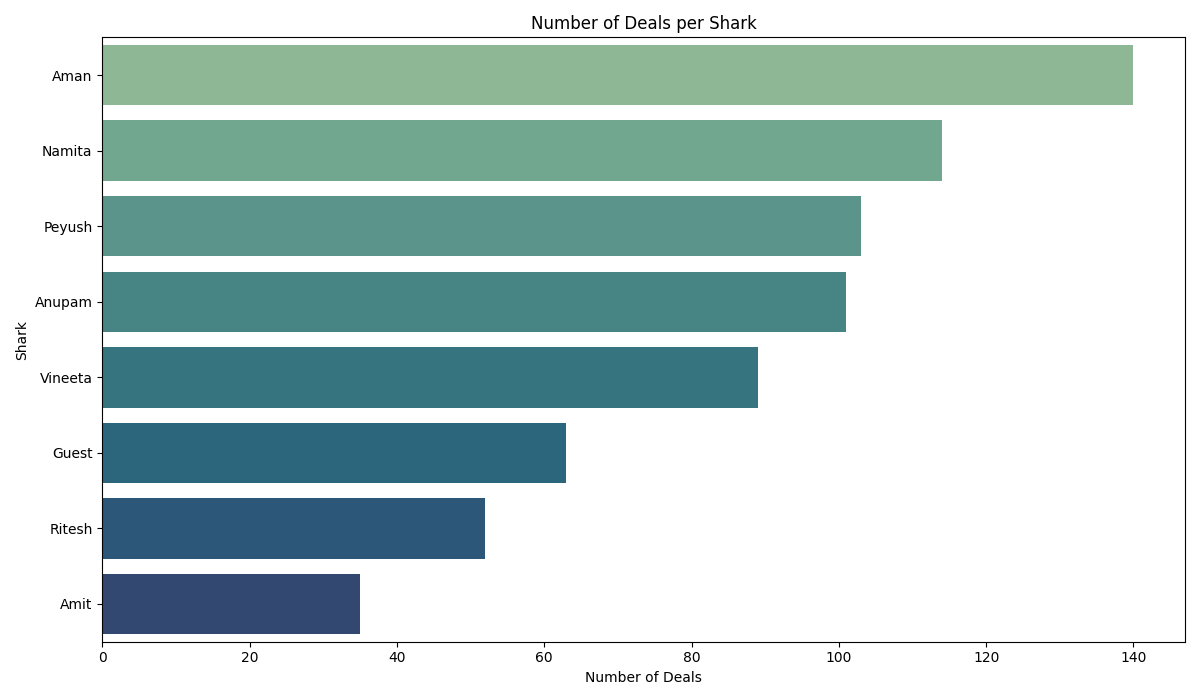 Number of Deals per Shark
Shark
Aman
Namita
Peyush
Anupam
Vineeta
Guest
Ritesh
Amit
0 20 40 60 80 100 120 140
Number of Deals